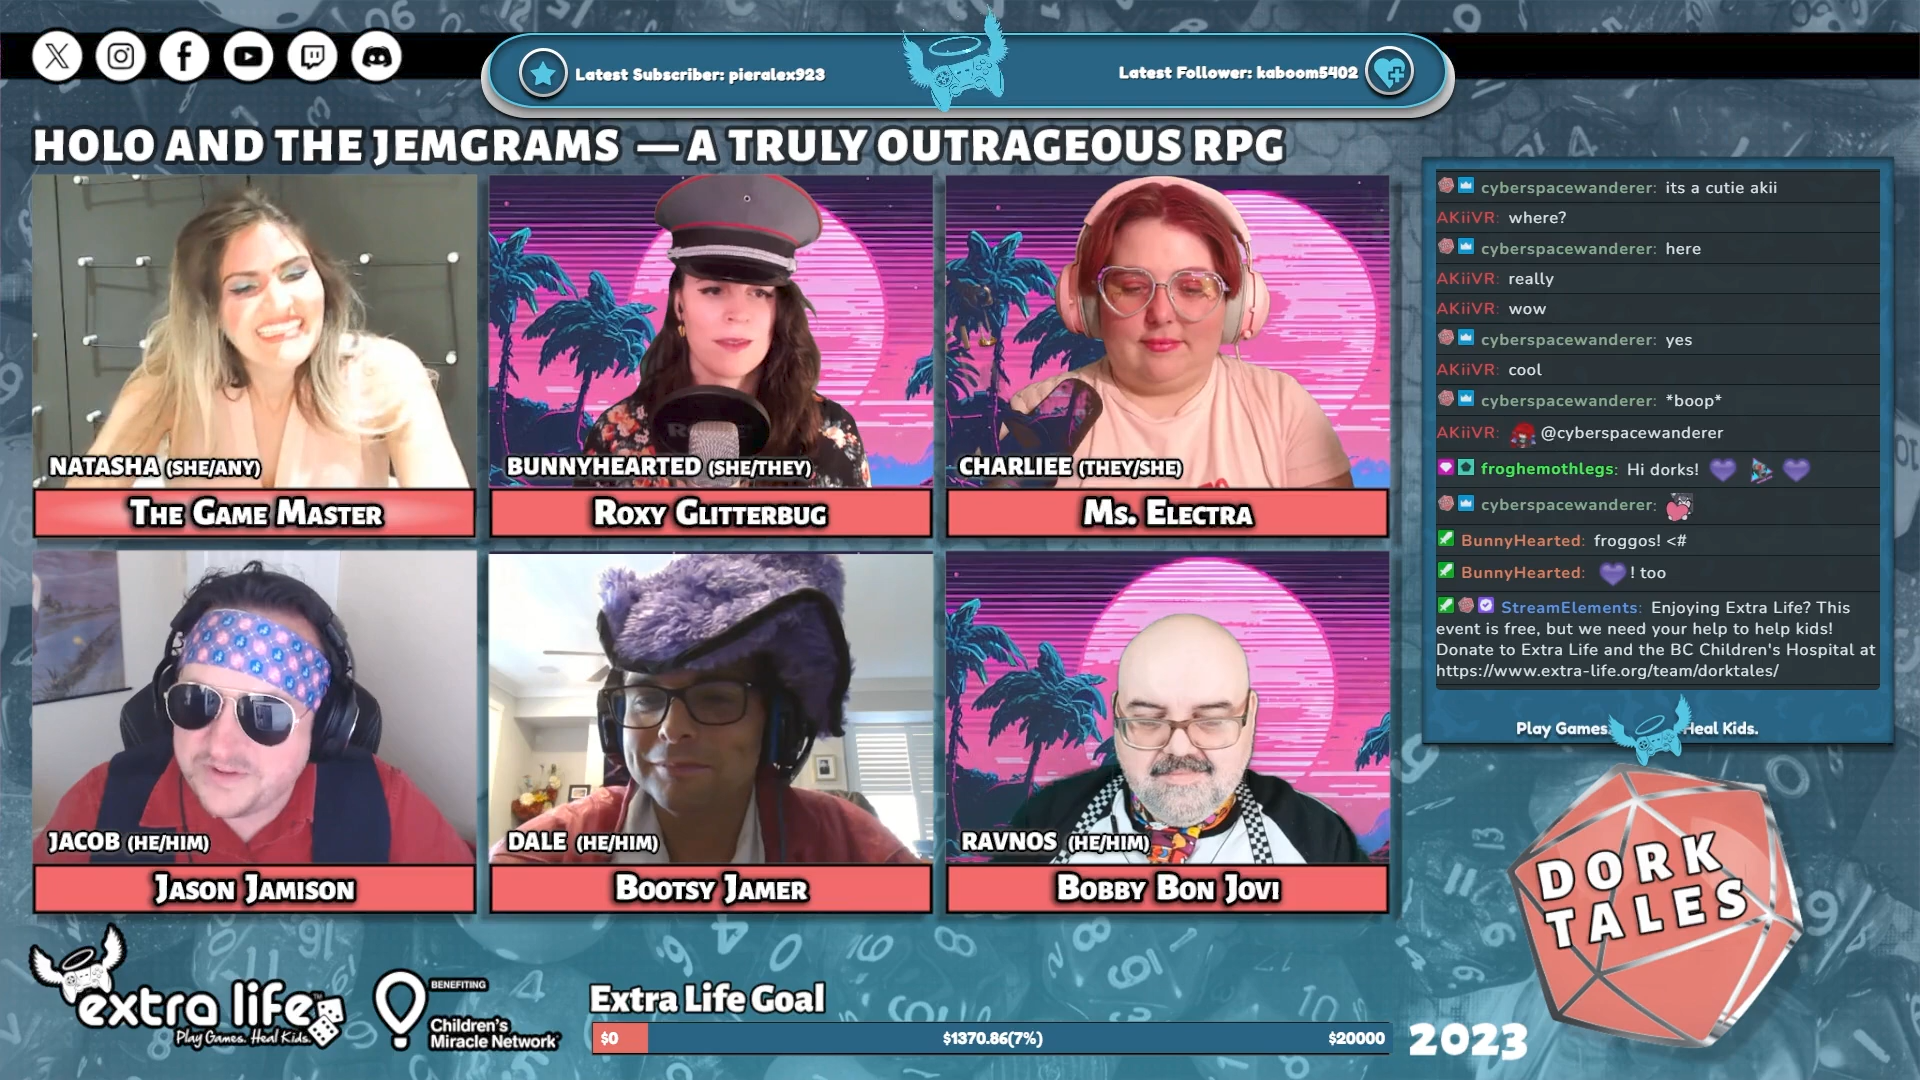 Latest Subscriber: pieralex923
Latest Follower: kaboom5402
HOLO AND THE JEMGRAMS — A TRULY OUTRAGEOUS RPG
NATASHA (SHE/ANY)
THE GAME MASTER
BUNNYHEARTED (SHE/THEY)
ROXY GLITTERBUG
CHARLIEE (THEY/SHE)
MS. ELECTRA
JACOB (HE/HIM)
JASON JAMISON
DALE (HE/HIM)
BOOTSY JAMER
RAVNOS (HE/HIM)
BOBBY BON JOVI
cyberspacewanderer: its a cutie akii
AKiiVR: where?
cyberspacewanderer: here
AKiiVR: really
AKiiVR: wow
cyberspacewanderer: yes
AKiiVR: cool
cyberspacewanderer: *boop*
AKiiVR: @cyberspacewanderer
froghemothlegs: Hi dorks!
cyberspacewanderer:
BunnyHearted: froggos! <#
BunnyHearted: ! too
StreamElements: Enjoying Extra Life? This
event is free, but we need your help to help kids!
Donate to Extra Life and the BC Children's Hospital at
https://www.extra-life.org/team/dorktales/
Play Games. Heal Kids.
DORK
TALES
extra life
Play Games. Heal Kids.
BENEFITING
Children's
Miracle Network
Extra Life Goal
$0 $1370.86(7%) $20000
2023